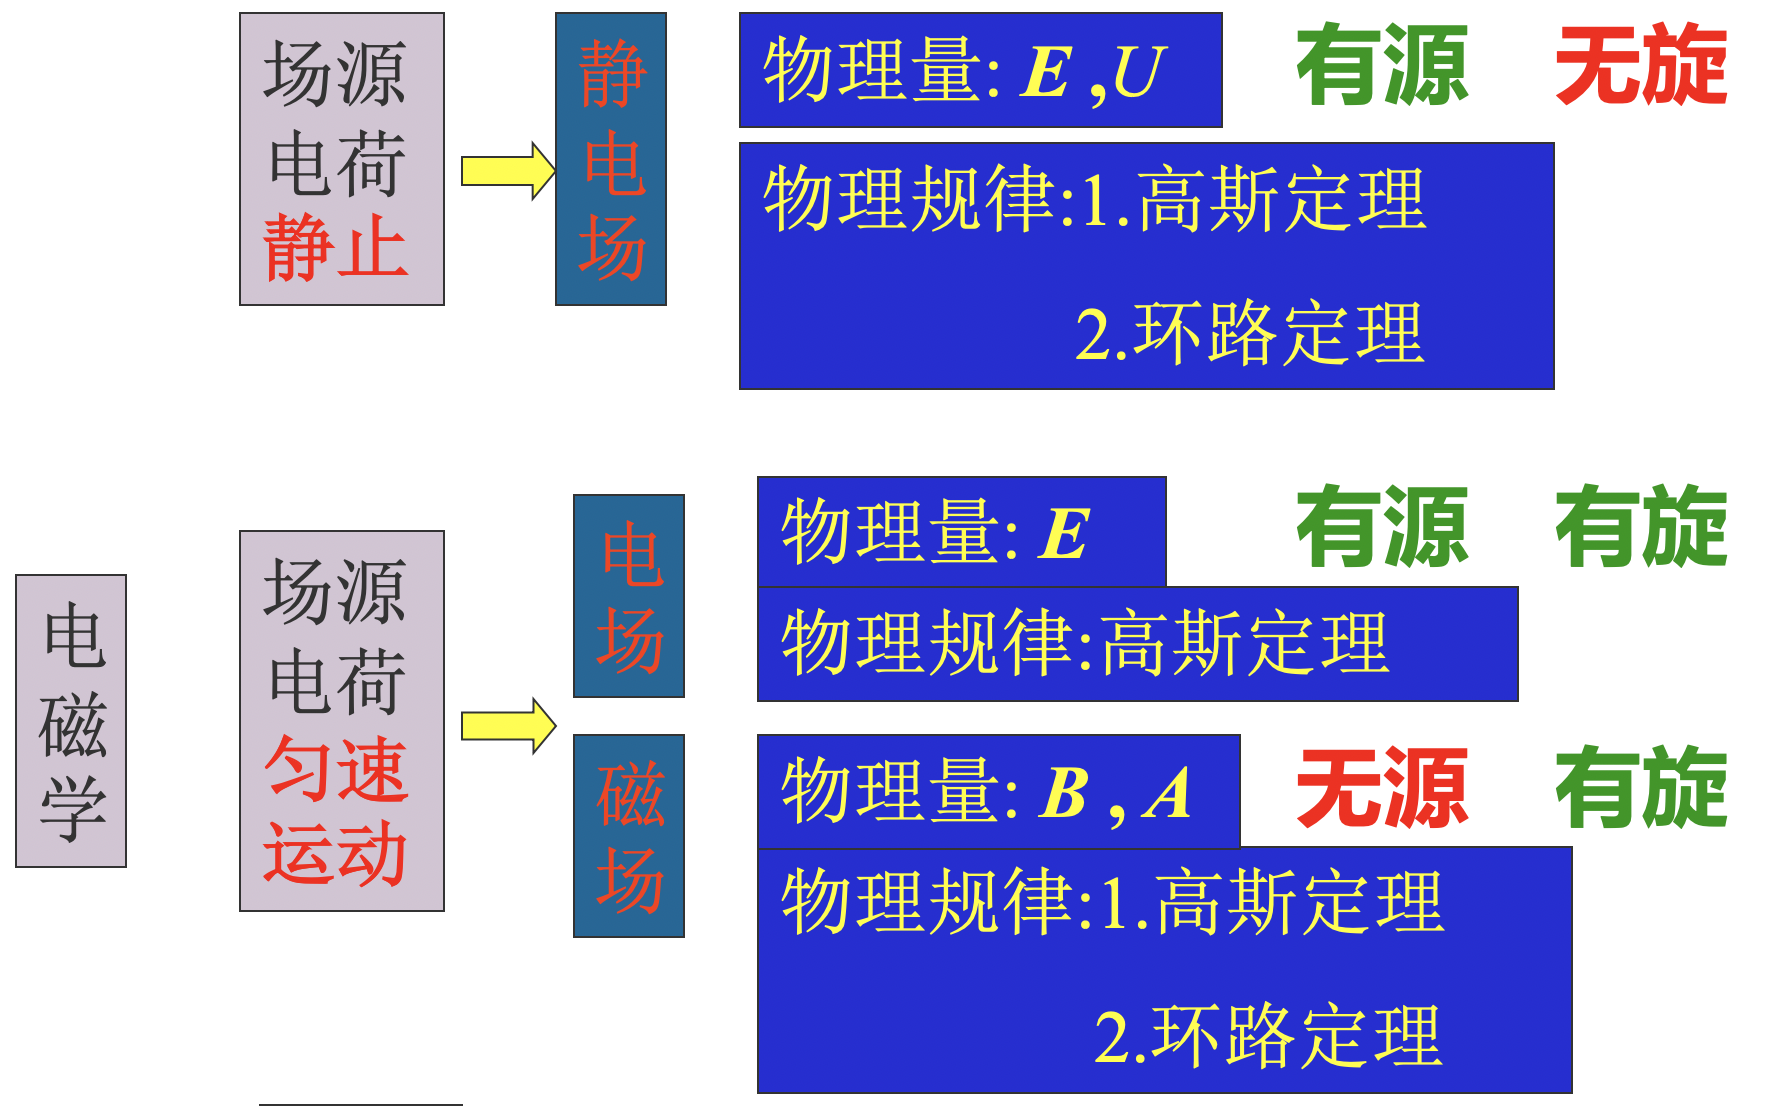 场源
电荷
静止
静
电
场
物理量: E ,U
有源 无旋
物理规律:1.高斯定理
2.环路定理
电
磁
学
场源
电荷
匀速
运动
电
场
物理量: E
有源 有旋
物理规律:高斯定理
磁
场
物理量: B , A
无源 有旋
物理规律:1.高斯定理
2.环路定理